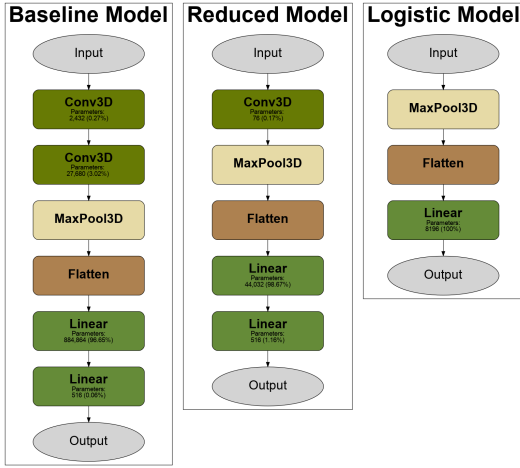 Baseline Model
Input
Conv3D
Parameters:
2,432 (0.27%)
Conv3D
Parameters:
27,680 (3.02%)
MaxPool3D
Flatten
Linear
Parameters:
884,864 (96.65%)
Linear
Parameters:
516 (0.06%)
Output
Reduced Model
Input
Conv3D
Parameters:
76 (0.17%)
MaxPool3D
Flatten
Linear
Parameters:
44,032 (98.67%)
Linear
Parameters:
516 (1.16%)
Output
Logistic Model
Input
MaxPool3D
Flatten
Linear
Parameters:
8196 (100%)
Output